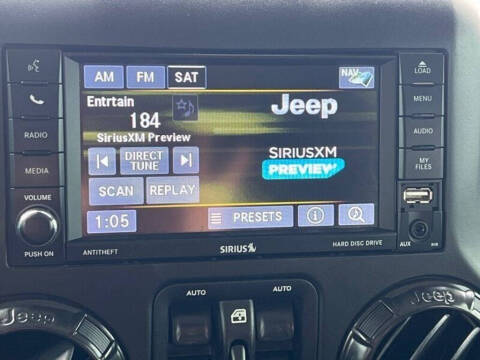 AM FM SAT NAV
LOAD
Entrtain
184
Jeep
MENU
SiriusXM Preview
RADIO
AUDIO
DIRECT TUNE
SIRIUSXM
PREVIEW
MEDIA
MY FILES
SCAN REPLAY
VOLUME
1:05 PRESETS
PUSH ON
ANTITHEFT
SIRIUS
HARD DISC DRIVE
AUX
AUTO AUTO
Jeep
Jeep